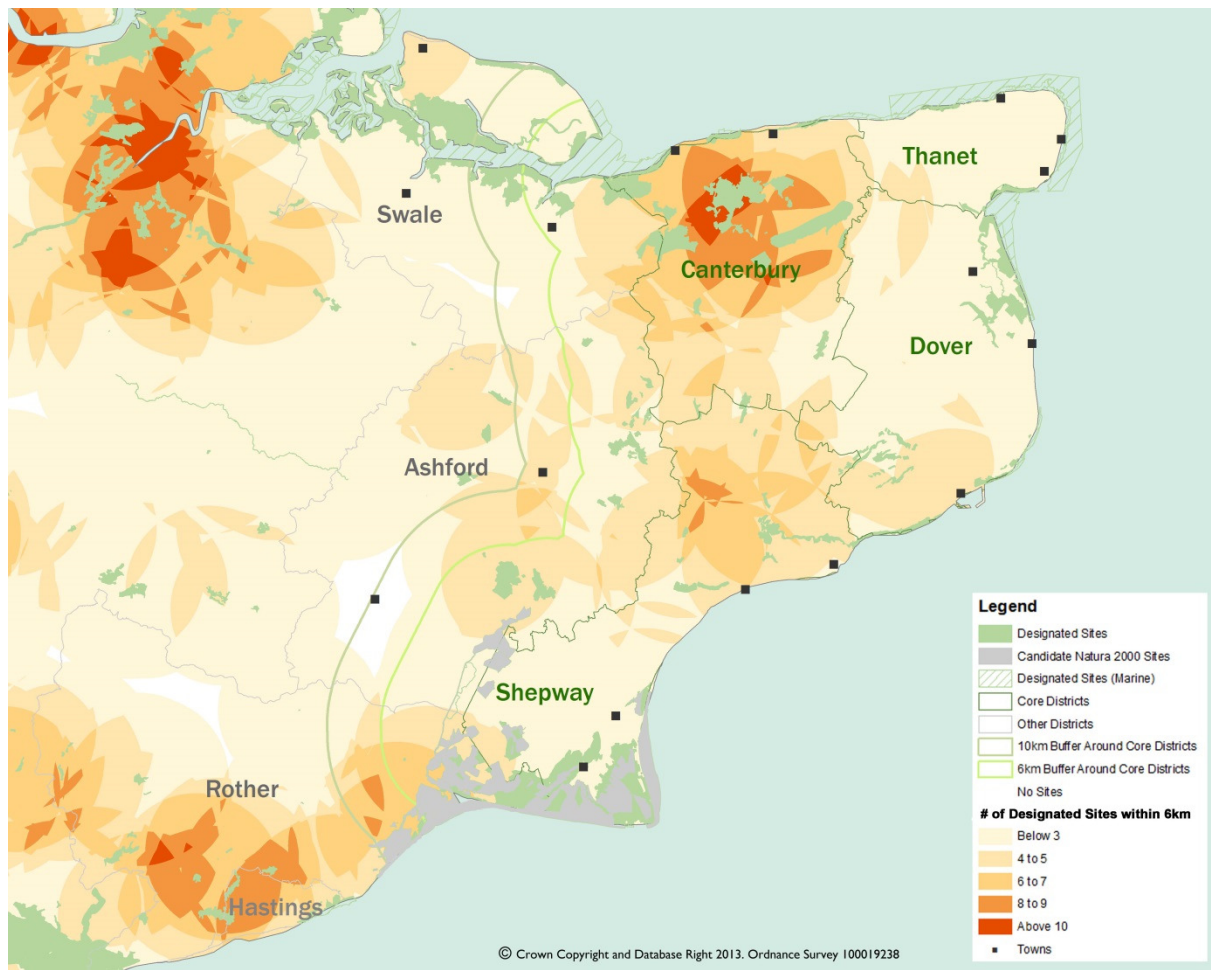 Thanet
Swale
Canterbury
Dover
Ashford
Shepway
Rother
Hastings
Legend
Designated Sites
Candidate Natura 2000 Sites
Designated Sites (Marine)
Core Districts
Other Districts
10km Buffer Around Core Districts
6km Buffer Around Core Districts
No Sites
# of Designated Sites within 6km
Below 3
4 to 5
6 to 7
8 to 9
Above 10
Towns
© Crown Copyright and Database Right 2013. Ordnance Survey 100019238